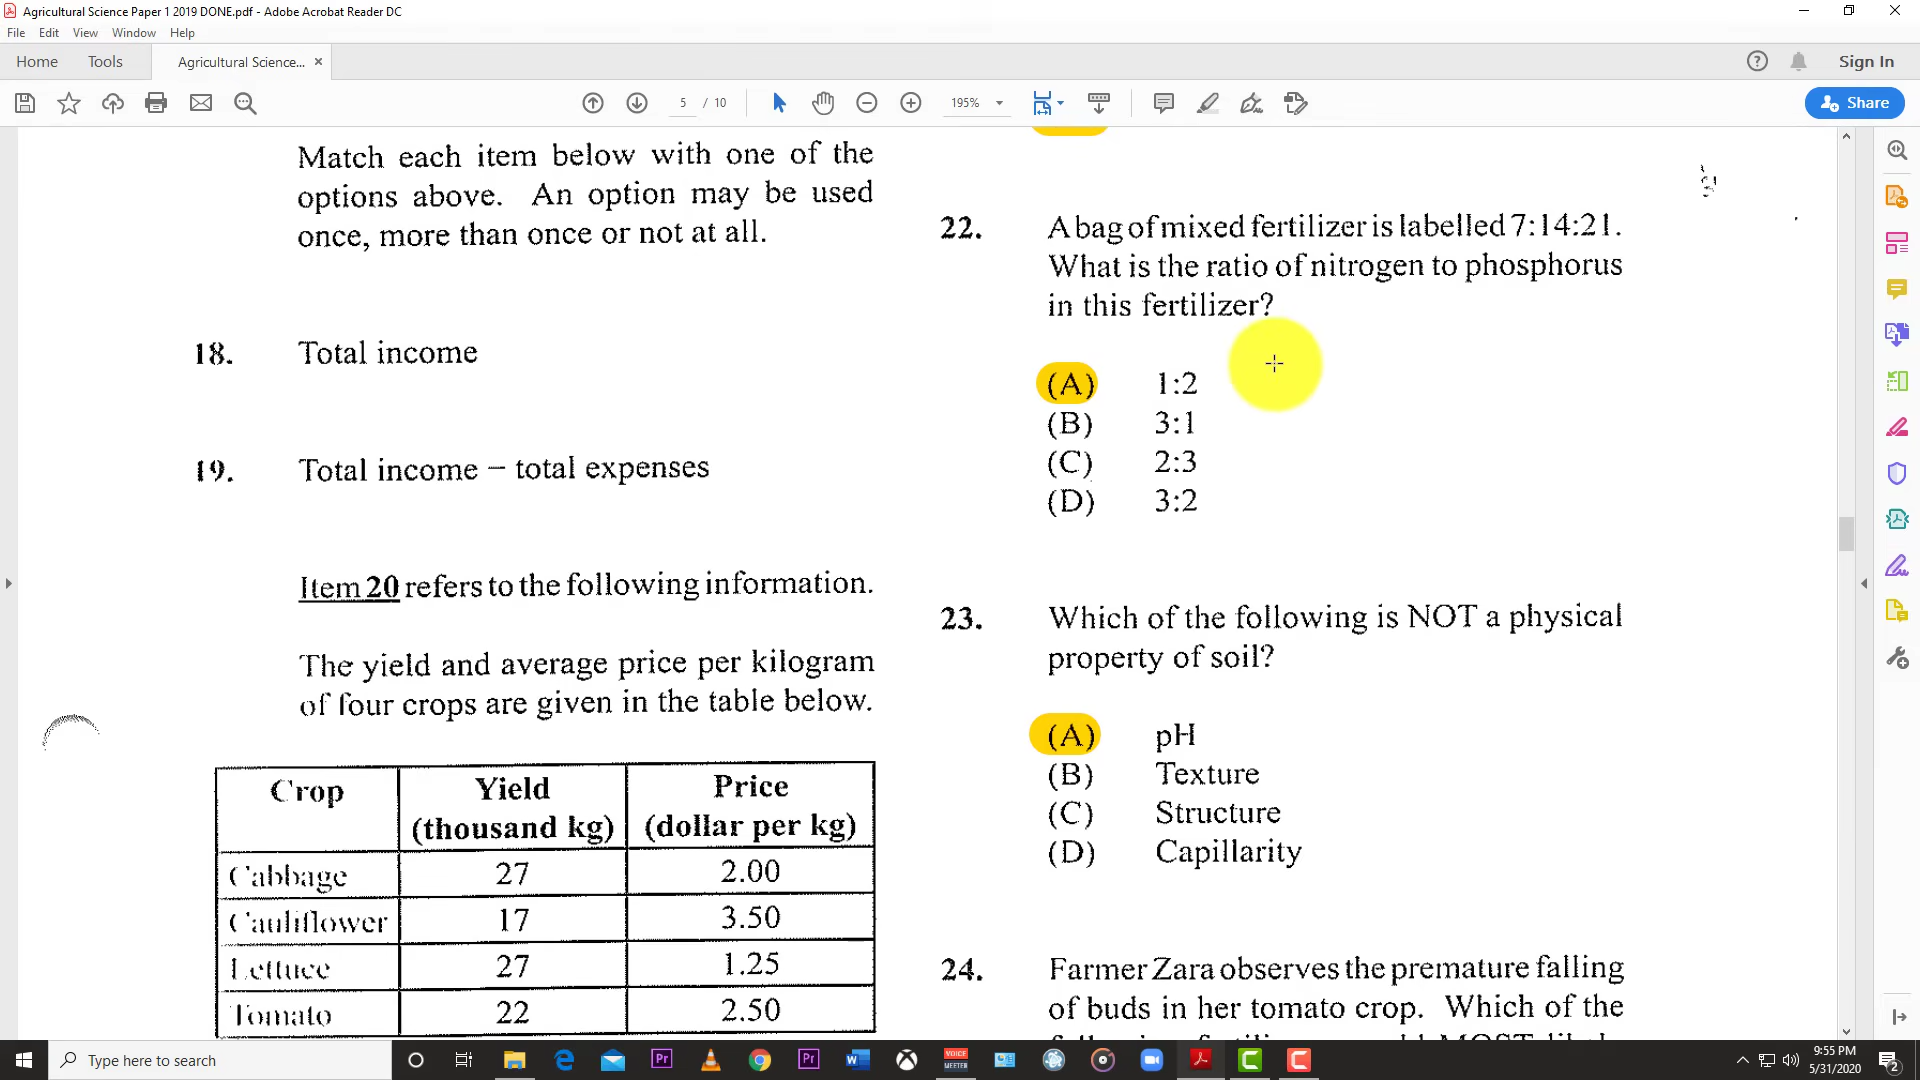 Agricultural Science Paper 1 2019 DONE.pdf - Adobe Acrobat Reader DC
File Edit View Window Help
Home Tools Agricultural Science... × Sign In
5 / 10 195% Share
Match each item below with one of the
options above. An option may be used
once, more than once or not at all.
18. Total income
19. Total income – total expenses
Item 20 refers to the following information.
The yield and average price per kilogram
of four crops are given in the table below.
Crop Yield Price
(thousand kg) (dollar per kg)
Cabbage 27 2.00
Cauliflower 17 3.50
Lettuce 27 1.25
Tomato 22 2.50
22. A bag of mixed fertilizer is labelled 7:14:21.
What is the ratio of nitrogen to phosphorus
in this fertilizer?
(A) 1:2
(B) 3:1
(C) 2:3
(D) 3:2
23. Which of the following is NOT a physical
property of soil?
(A) pH
(B) Texture
(C) Structure
(D) Capillarity
24. Farmer Zara observes the premature falling
of buds in her tomato crop. Which of the
Type here to search
Pr
Pr
VOICE
MEETER
9:55 PM
5/31/2020
2